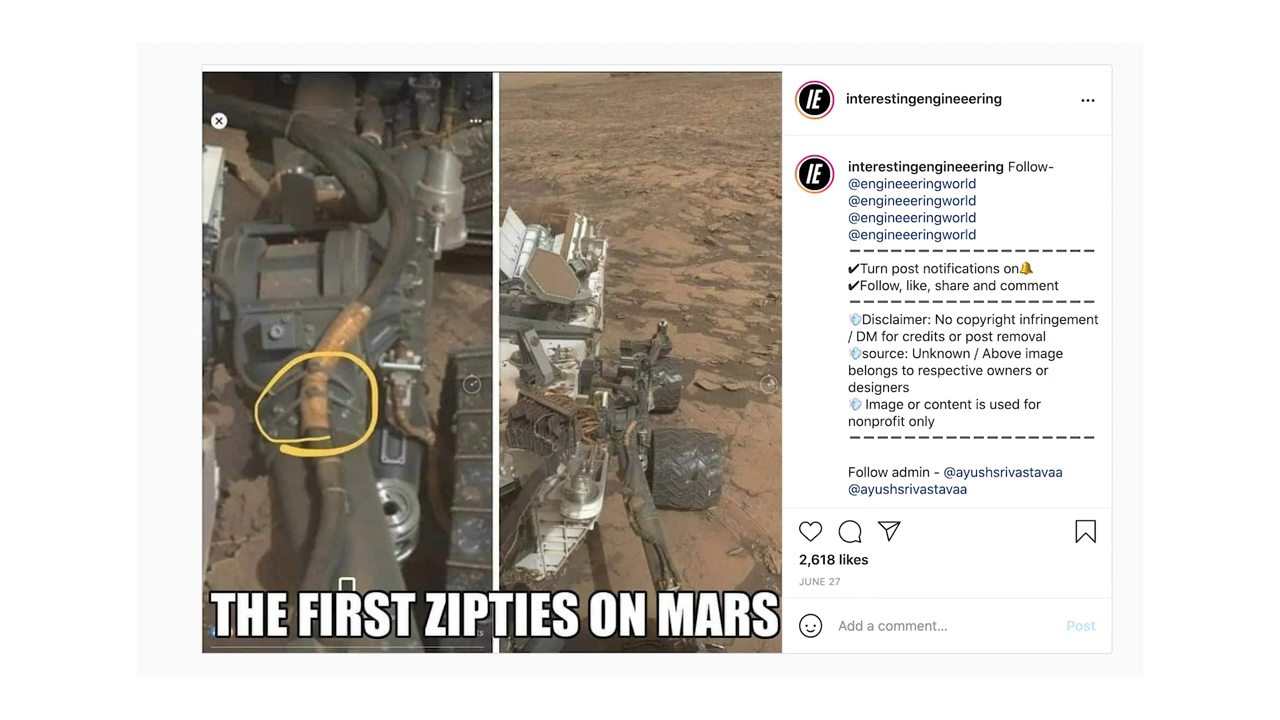 THE FIRST ZIPTIES ON MARS
IE
interestingengineeering
IE
interestingengineeering Follow-
@engineeeringworld
@engineeeringworld
@engineeeringworld
@engineeeringworld
✔Turn post notifications on🔔
✔Follow, like, share and comment
Disclaimer: No copyright infringement
/ DM for credits or post removal
source: Unknown / Above image
belongs to respective owners or
designers
Image or content is used for
nonprofit only
Follow admin - @ayushsrivastavaa
@ayushsrivastavaa
2,618 likes
JUNE 27
Add a comment...
Post